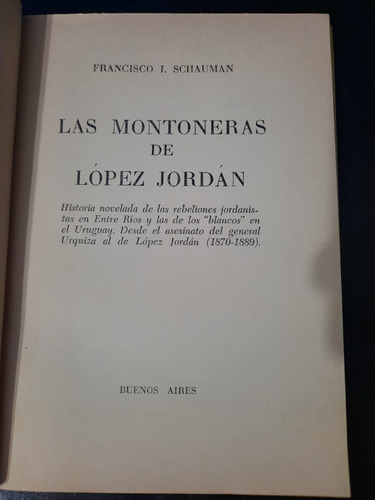 FRANCISCO I. SCHAUMAN
LAS MONTONERAS
DE
LÓPEZ JORDÁN
Historia novelada de las rebeliones jordanis-
tas en Entre Ríos y las de los "blancos" en
el Uruguay. Desde el asesinato del general
Urquiza al de López Jordán (1870-1889).
BUENOS AIRES